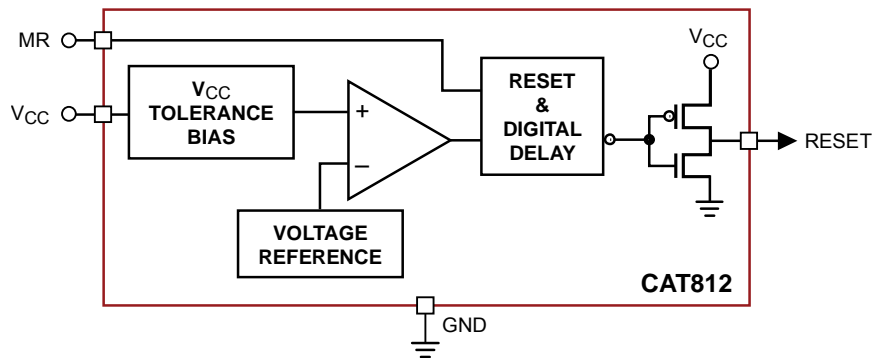 MR
VCC
VCC
TOLERANCE
BIAS
+
−
VOLTAGE
REFERENCE
RESET
&
DIGITAL
DELAY
VCC
RESET
CAT812
GND